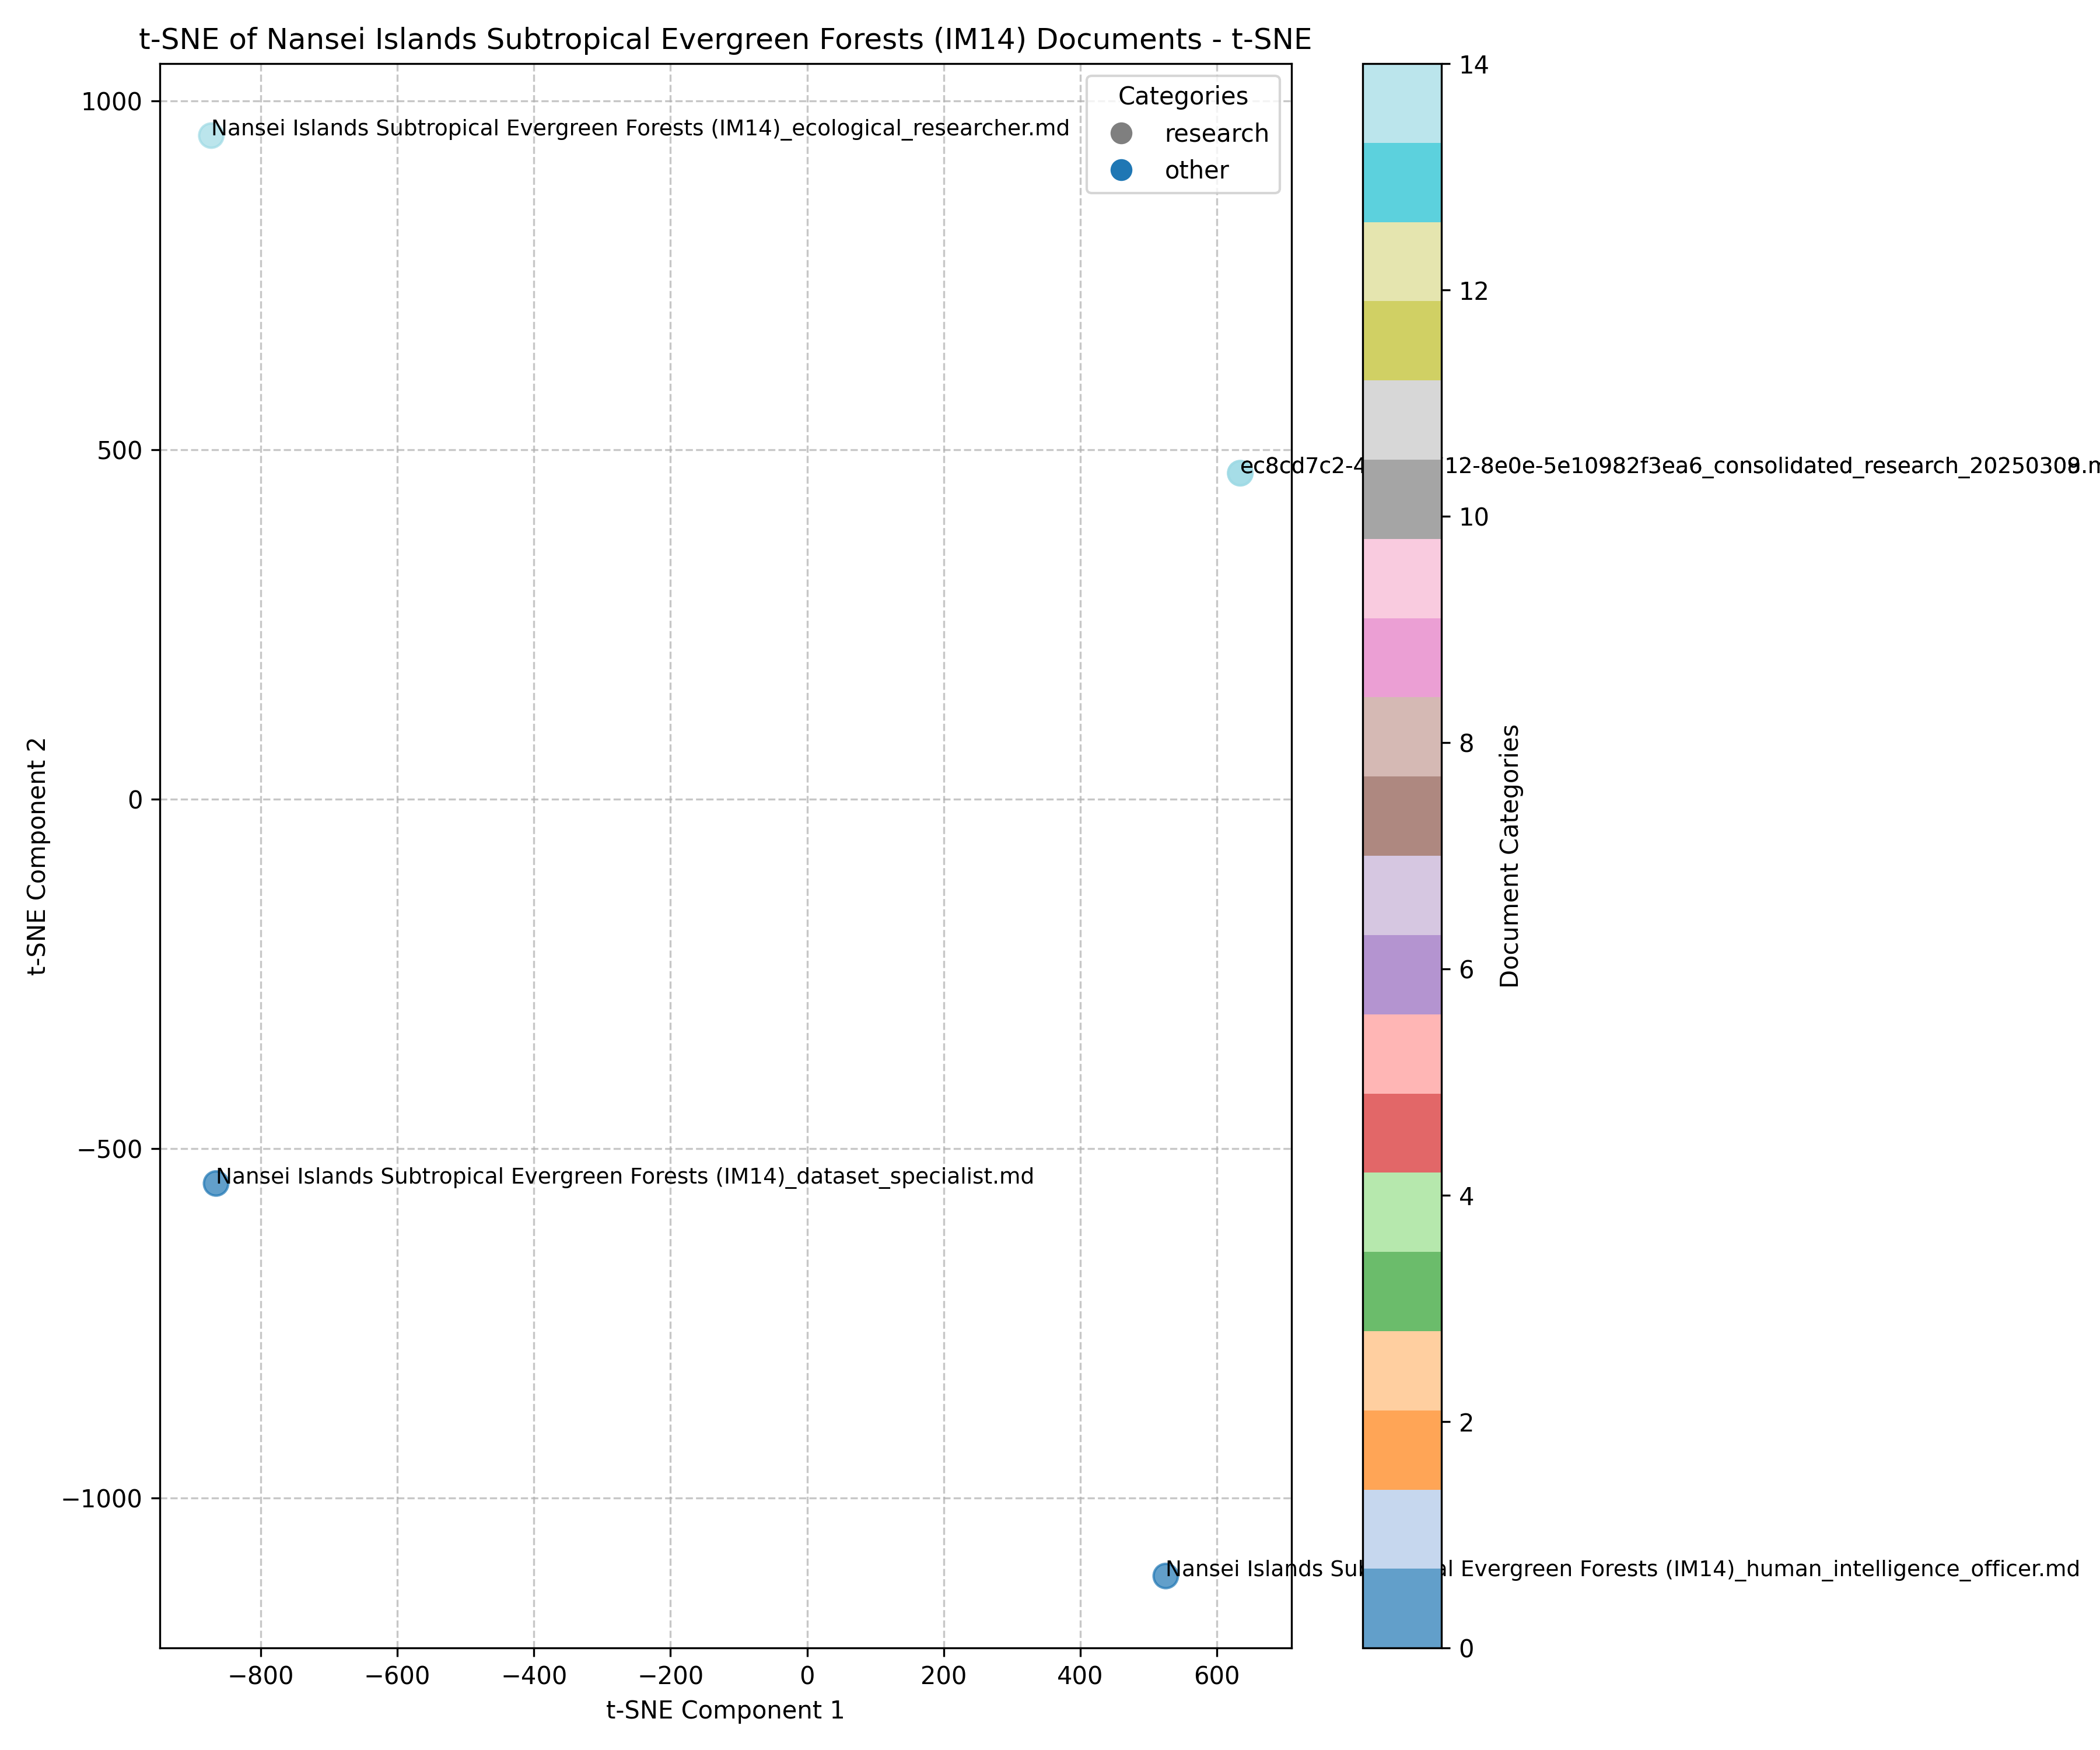 t-SNE of Nansei Islands Subtropical Evergreen Forests (IM14) Documents - t-SNE
Categories
research
other
Nansei Islands Subtropical Evergreen Forests (IM14)_ecological_researcher.md
ec8cd7c2-4 12-8e0e-5e10982f3ea6_consolidated_research_2025030
Nansei Islands Subtropical Evergreen Forests (IM14)_dataset_specialist.md
Nansei Islands Evergreen Forests (IM14)_human_intelligence_officer.md
1000
500
0
−500
−1000
t-SNE Component 2
−800
−600
−400
−200
0
200
400
600
t-SNE Component 1
14
12
10
8
6
4
2
0
Document Categories